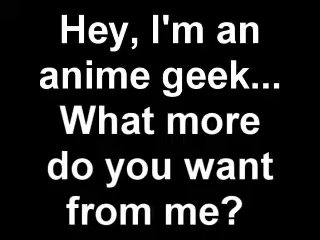 Hey, I'm an
anime geek...
What more
do you want
from me?